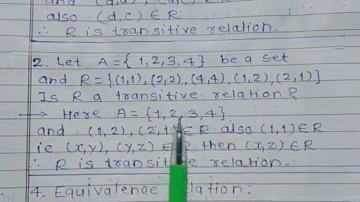 also (d,c) ∈ R
∴ R is transitive relation.
2. Let A = { 1,2,3,4} be a set
and R = {(1,1), (2,2), (4,4), (1,2), (2,1)}
Is R a transitive relation?
→ Here A = {1,2,3,4}
and (1,2), (2,1) ∈ R also (1,1) ∈ R
ie (x,y), (y,z) ∈ R then (x,z) ∈ R
∴ R is transitive relation.
4. Equivalence relation: